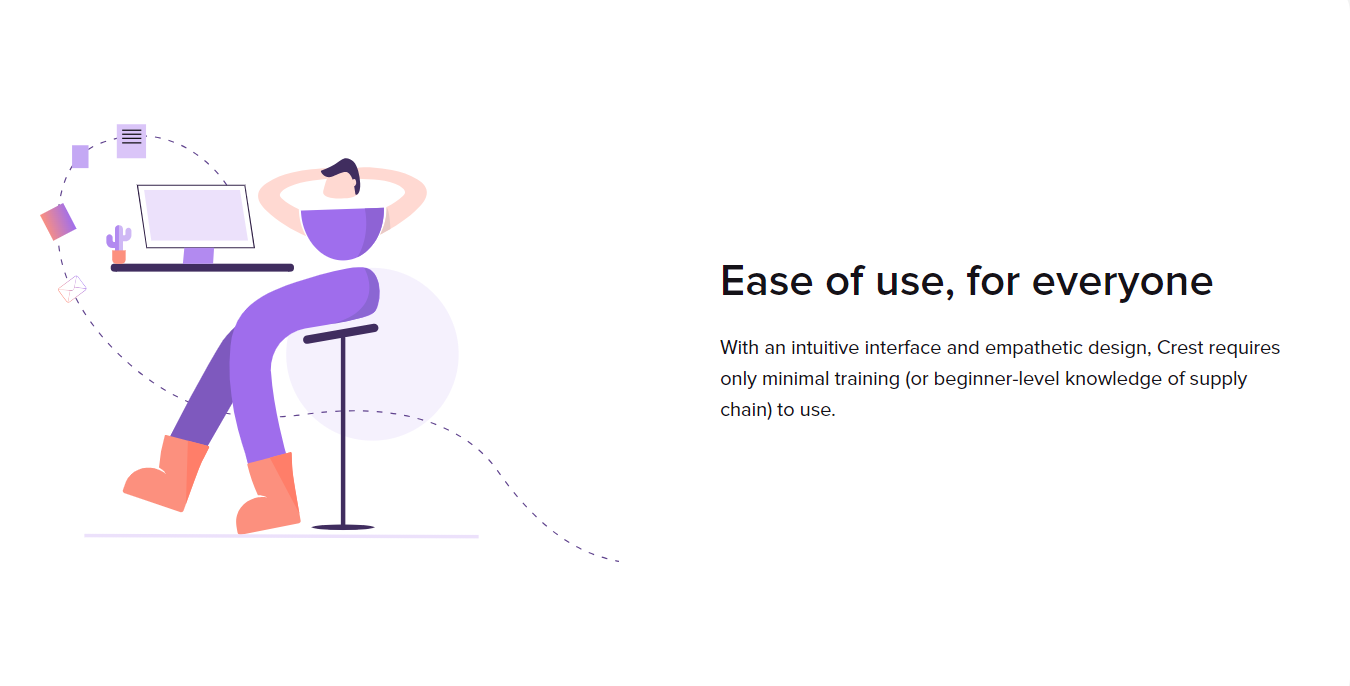 Ease of use, for everyone
With an intuitive interface and empathetic design, Crest requires
only minimal training (or beginner-level knowledge of supply
chain) to use.